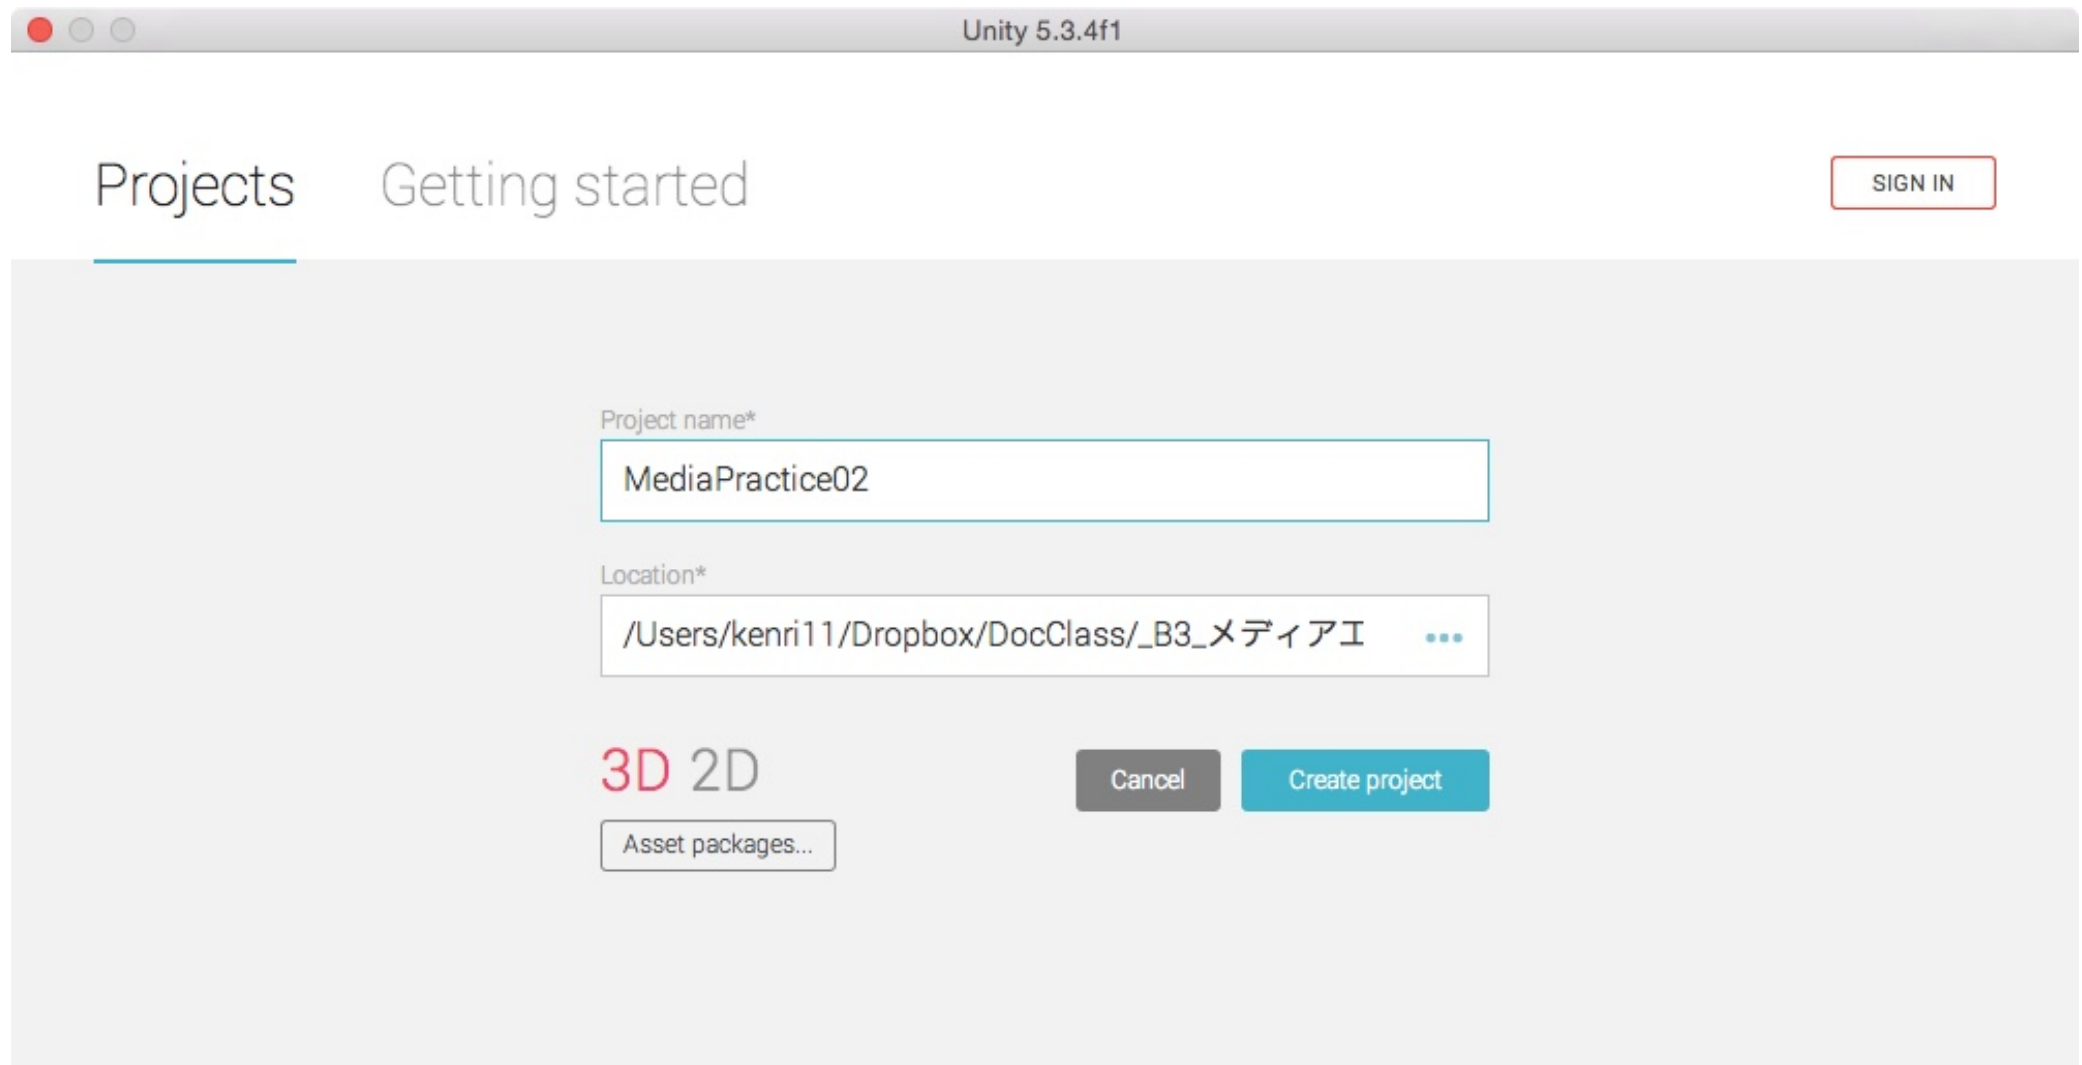 Unity 5.3.4f1
Projects Getting started SIGN IN
Project name*
MediaPractice02
Location*
/Users/kenri11/Dropbox/DocClass/_B3_メディアエ •••
3D 2D Cancel Create project
Asset packages...